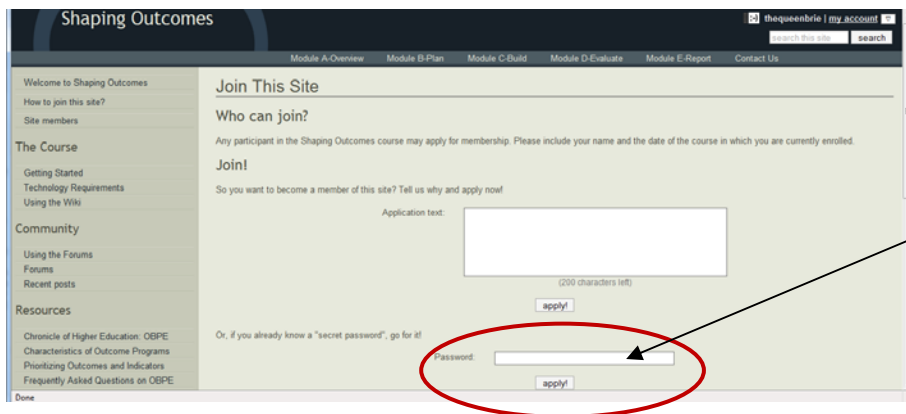 Shaping Outcomes
thequeenbrie | my account
search this site search
Module A-Overview Module B-Plan Module C-Build Module D-Evaluate Module E-Report Contact Us
Welcome to Shaping Outcomes
How to join this site?
Site members
The Course
Getting Started
Technology Requirements
Using the Wiki
Community
Using the Forums
Forums
Recent posts
Resources
Chronicle of Higher Education: OBPE
Characteristics of Outcome Programs
Prioritizing Outcomes and Indicators
Frequently Asked Questions on OBPE
Join This Site
Who can join?
Any participant in the Shaping Outcomes course may apply for membership. Please include your name and the date of the course in which you are currently enrolled.
Join!
So you want to become a member of this site? Tell us why and apply now!
Application text:
(200 characters left)
apply!
Or, if you already know a "secret password", go for it!
Password:
apply!
Done